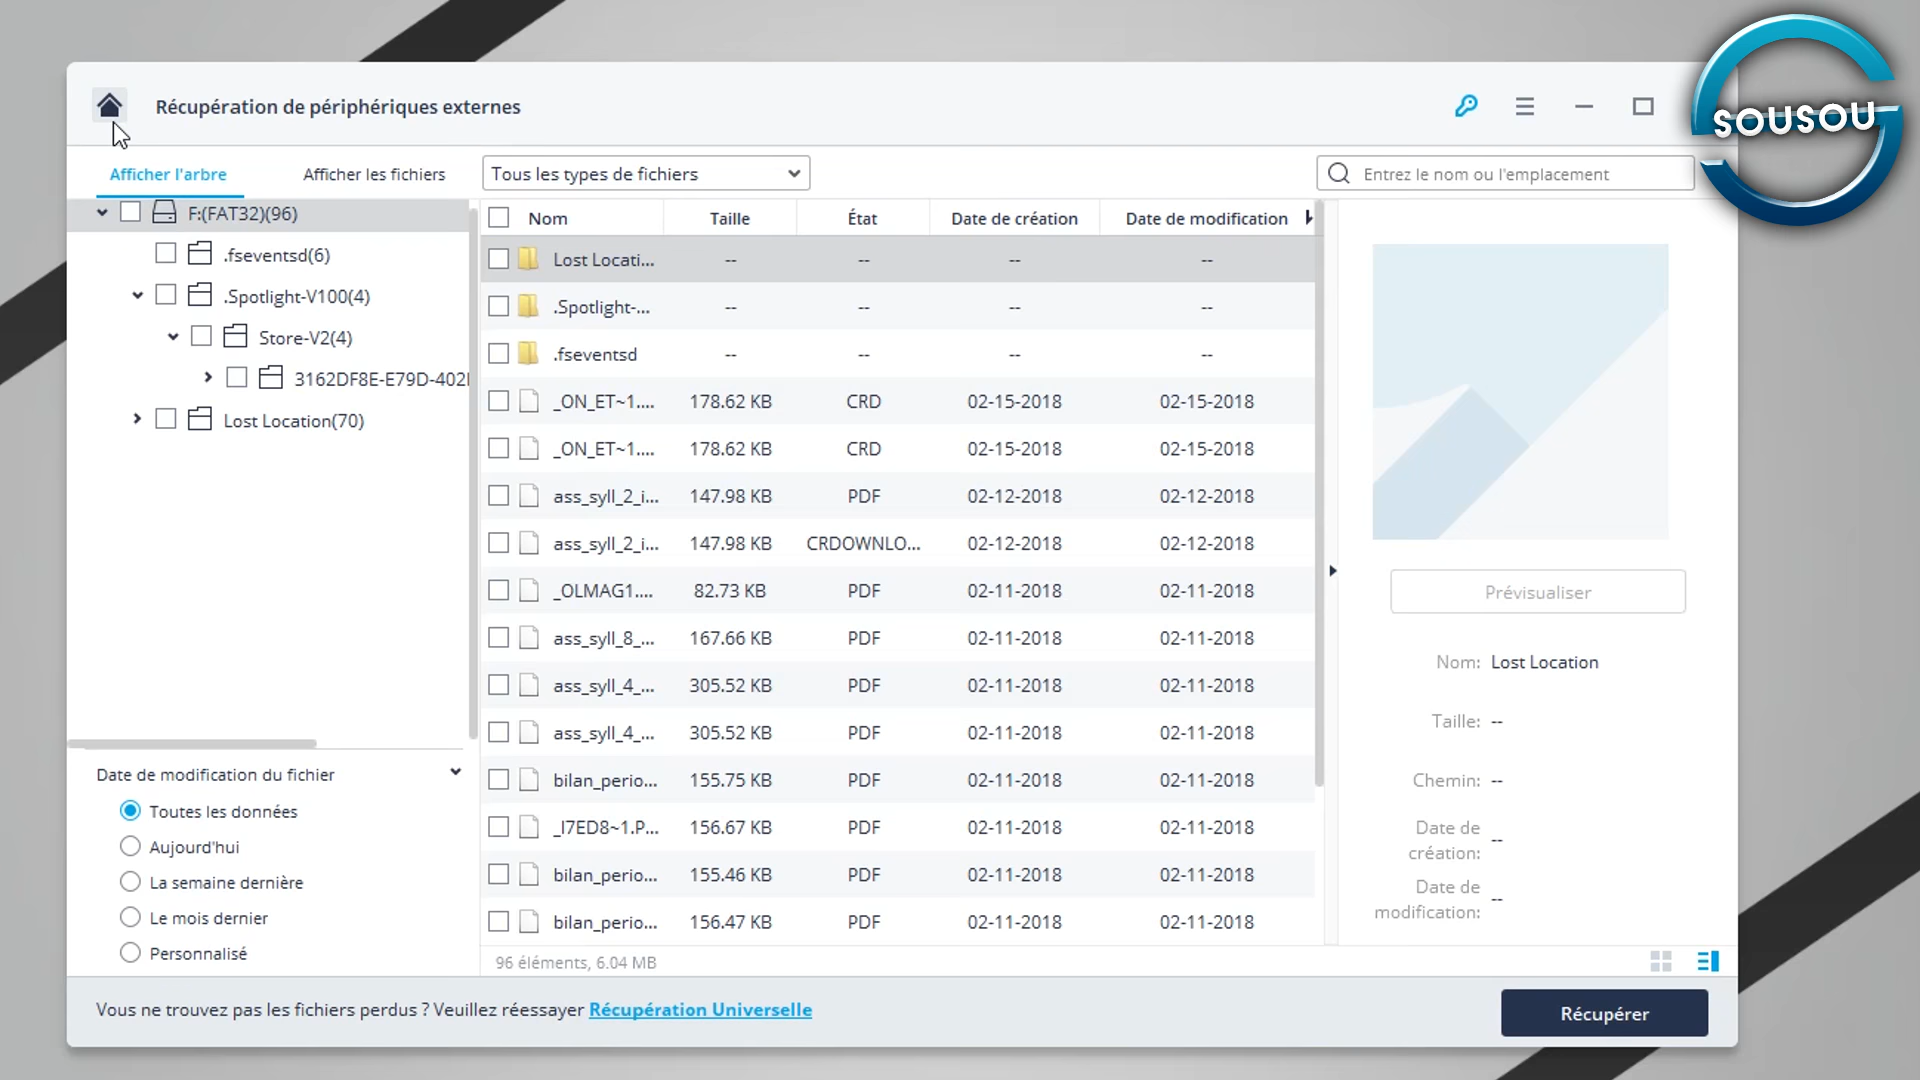 SOUSOU
Récupération de périphériques externes
Afficher l'arbre
Afficher les fichiers
Tous les types de fichiers
Entrez le nom ou l'emplacement
F:(FAT32)(96)
.fseventsd(6)
.Spotlight-V100(4)
Store-V2(4)
3162DF8E-E79D-402
Lost Location(70)
Nom Taille État Date de création Date de modification
Lost Locati... -- -- -- --
.Spotlight-... -- -- -- --
.fseventsd -- -- -- --
_ON_ET~1.... 178.62 KB CRD 02-15-2018 02-15-2018
_ON_ET~1.... 178.62 KB CRD 02-15-2018 02-15-2018
ass_syll_2_i... 147.98 KB PDF 02-12-2018 02-12-2018
ass_syll_2_i... 147.98 KB CRDOWNLO... 02-12-2018 02-12-2018
_OLMAG1.... 82.73 KB PDF 02-11-2018 02-11-2018
ass_syll_8_... 167.66 KB PDF 02-11-2018 02-11-2018
ass_syll_4_... 305.52 KB PDF 02-11-2018 02-11-2018
ass_syll_4_... 305.52 KB PDF 02-11-2018 02-11-2018
bilan_perio... 155.75 KB PDF 02-11-2018 02-11-2018
_I7ED8~1.P... 156.67 KB PDF 02-11-2018 02-11-2018
bilan_perio... 155.46 KB PDF 02-11-2018 02-11-2018
bilan_perio... 156.47 KB PDF 02-11-2018 02-11-2018
96 éléments, 6.04 MB
Prévisualiser
Nom: Lost Location
Taille: --
Chemin: --
Date de
création: --
Date de
modification: --
Date de modification du fichier
Toutes les données
Aujourd'hui
La semaine dernière
Le mois dernier
Personnalisé
Vous ne trouvez pas les fichiers perdus ? Veuillez réessayer Récupération Universelle
Récupérer